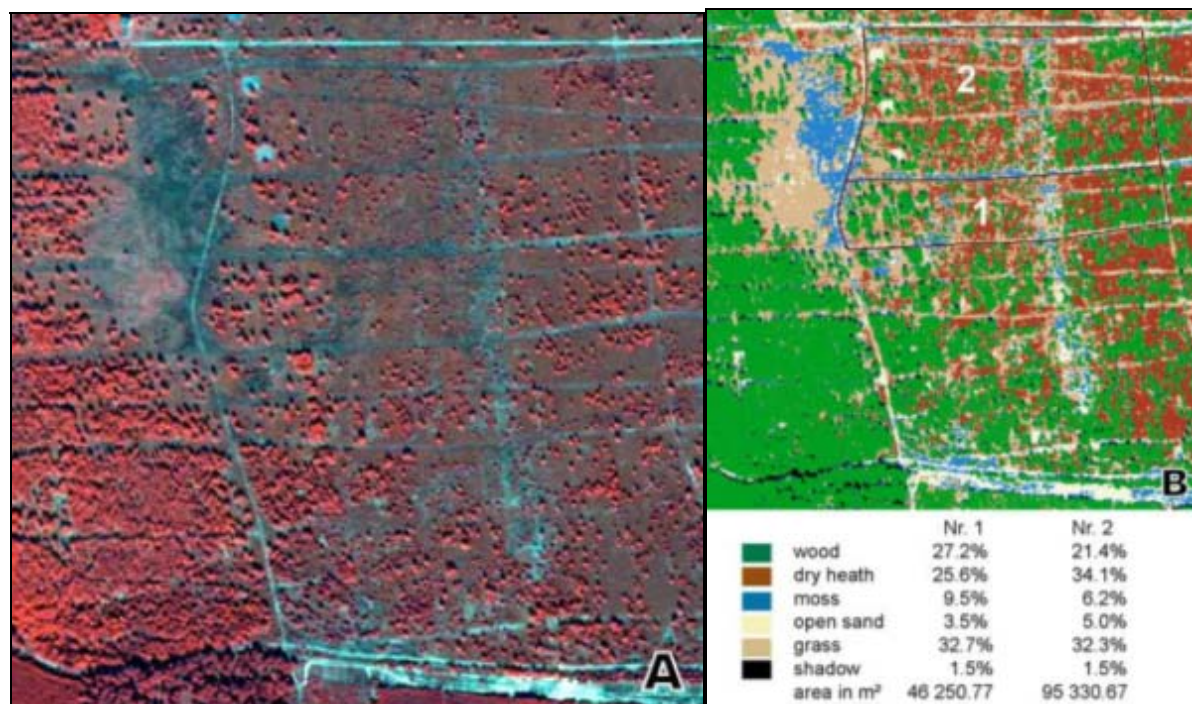 A
2
1
B
Nr. 1 Nr. 2
wood 27.2% 21.4%
dry heath 25.6% 34.1%
moss 9.5% 6.2%
open sand 3.5% 5.0%
grass 32.7% 32.3%
shadow 1.5% 1.5%
area in m² 46 250.77 95 330.67